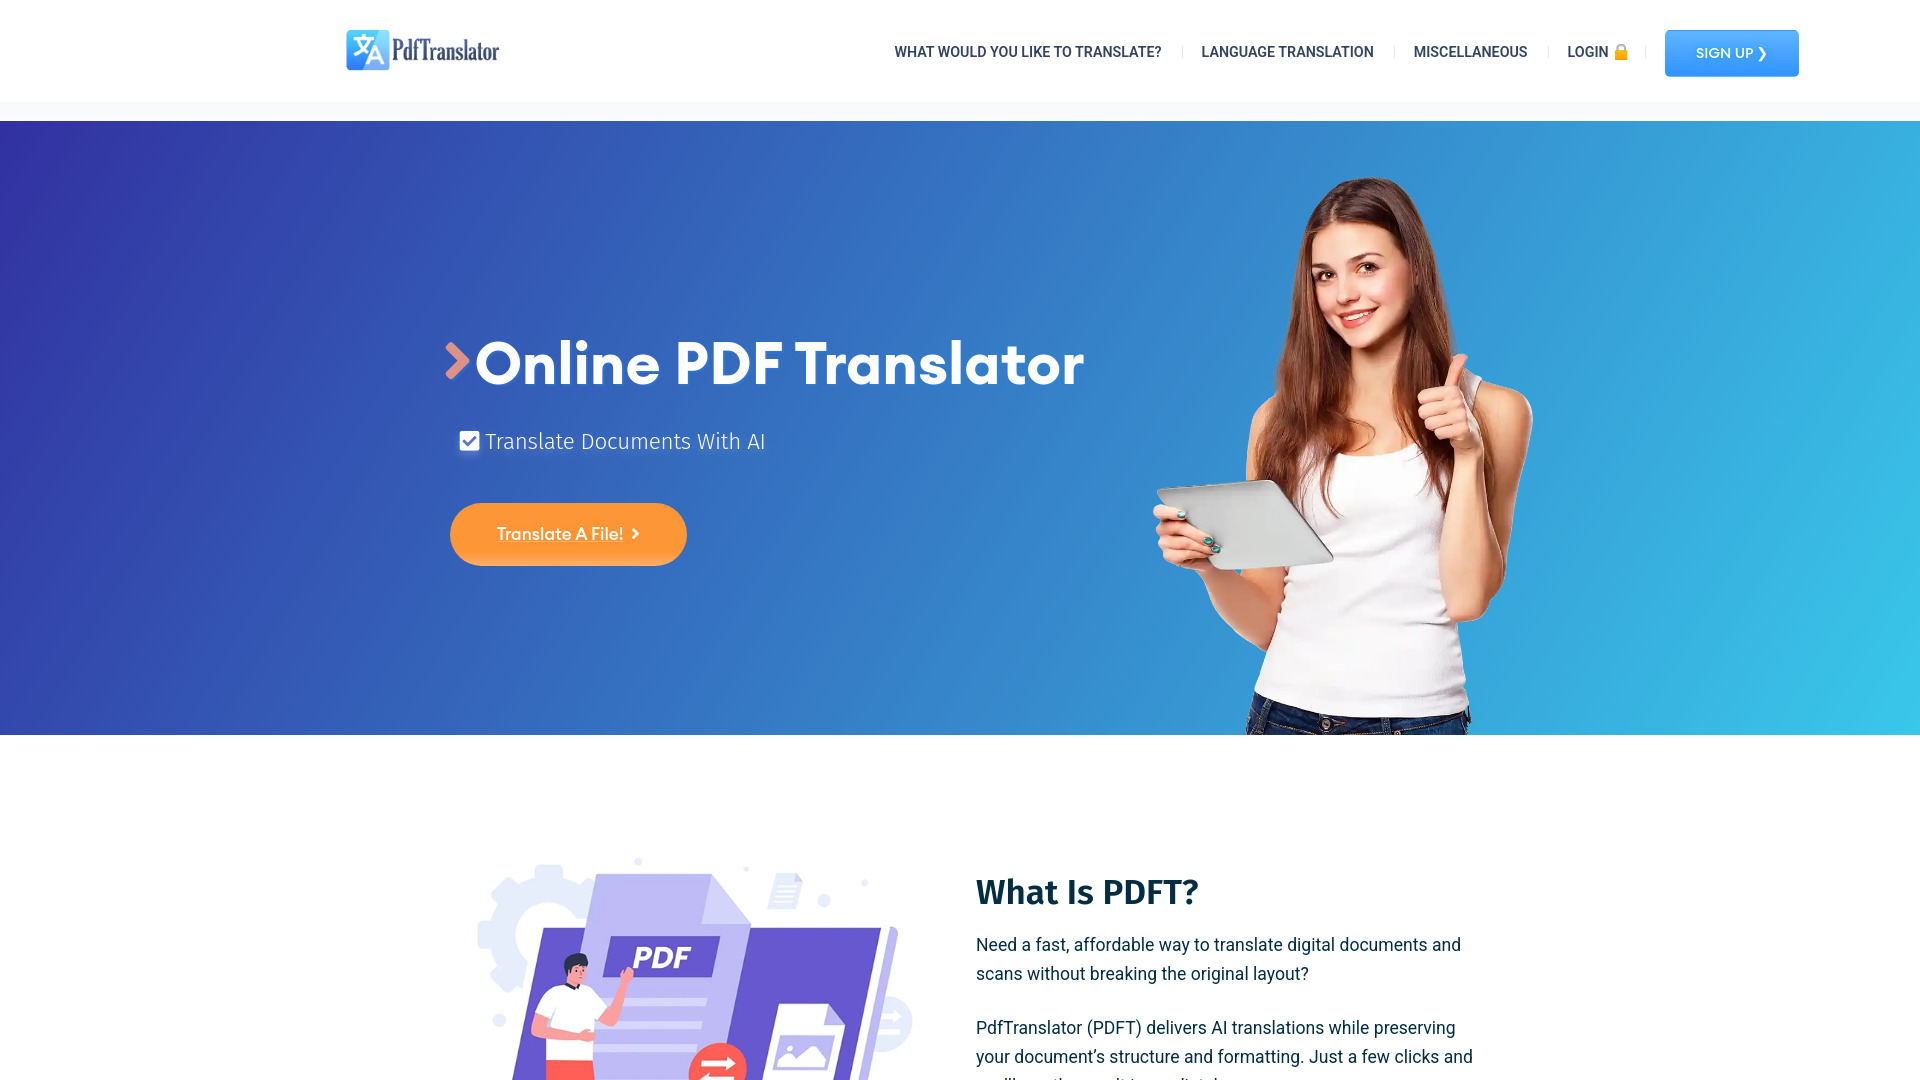 PdfTranslator
WHAT WOULD YOU LIKE TO TRANSLATE?
LANGUAGE TRANSLATION
MISCELLANEOUS
LOGIN 🔒
SIGN UP ❯
Online PDF Translator
Translate Documents With AI
Translate A File!
PDF
What Is PDFT?
Need a fast, affordable way to translate digital documents and
scans without breaking the original layout?
PdfTranslator (PDFT) delivers AI translations while preserving
your document’s structure and formatting. Just a few clicks and